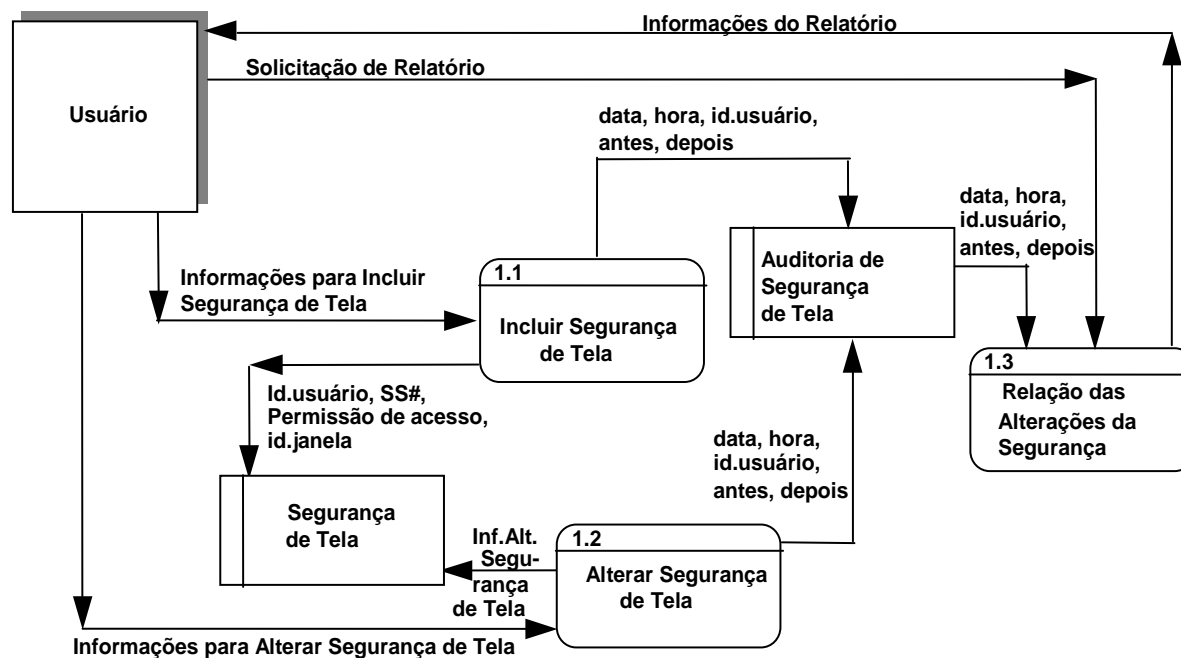 Informações do Relatório
Solicitação de Relatório
Usuário
data, hora, id.usuário,
antes, depois
data, hora,
id.usuário,
antes, depois
Informações para Incluir
Segurança de Tela
1.1
Incluir Segurança
de Tela
Auditoria de
Segurança
de Tela
1.3
Relação das
Alterações da
Segurança
Id.usuário, SS#,
Permissão de acesso,
id.janela
data, hora,
id.usuário,
antes, depois
Segurança
de Tela
Inf.Alt.
Segu-
rança
de Tela
1.2
Alterar Segurança
de Tela
Informações para Alterar Segurança de Tela